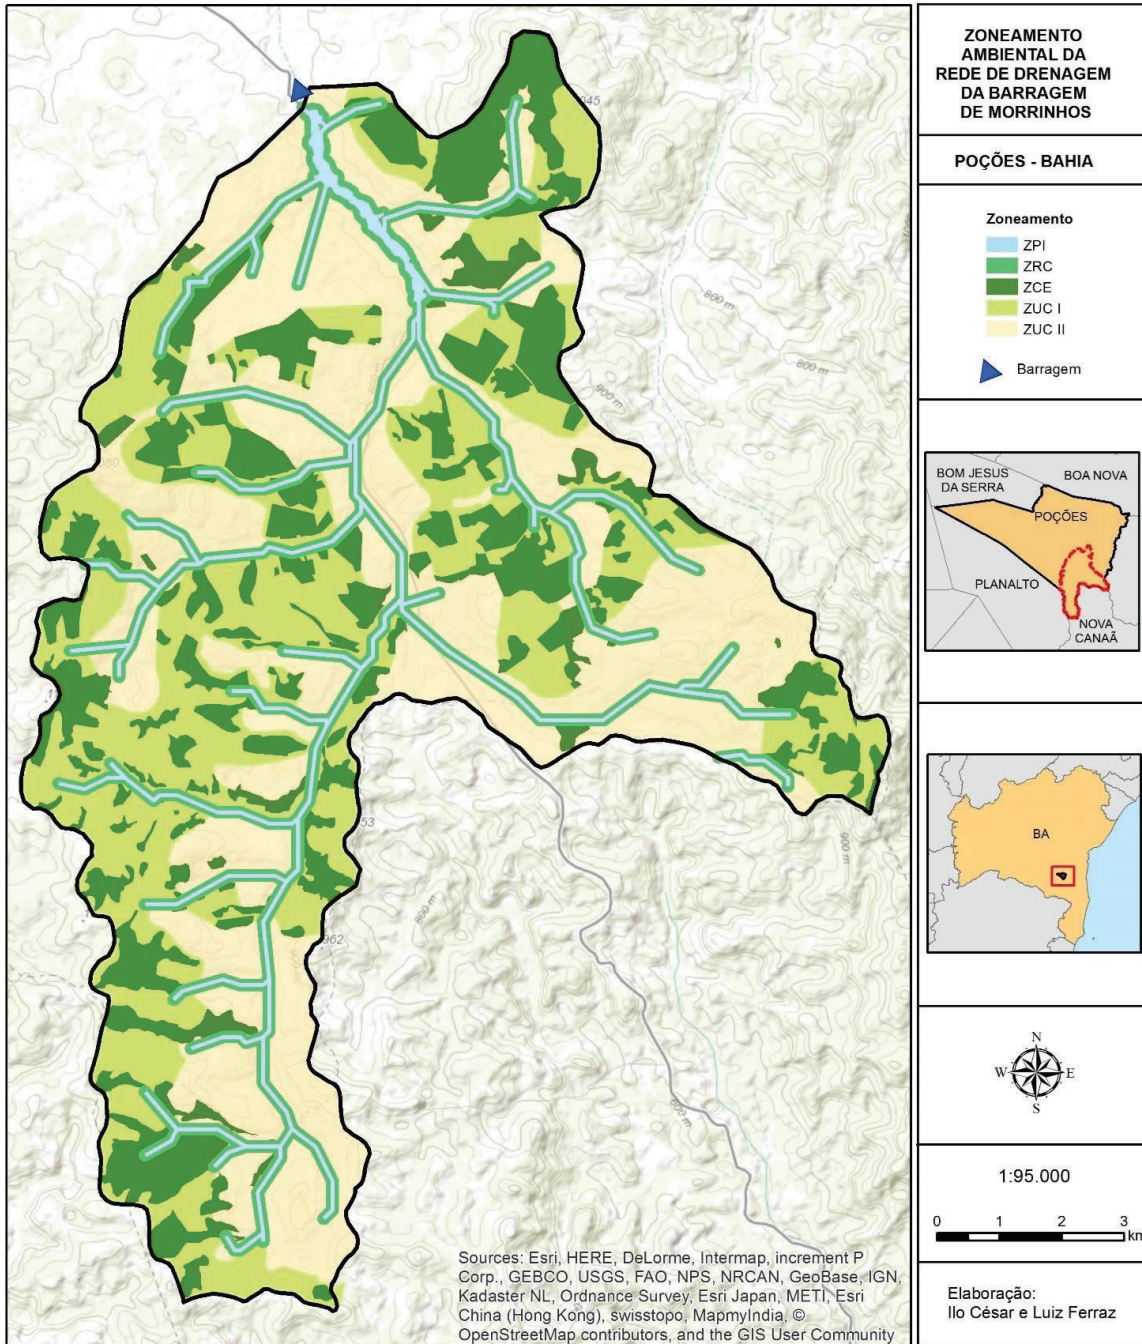 ZONEAMENTO
AMBIENTAL DA
REDE DE DRENAGEM
DA BARRAGEM
DE MORRINHOS
POÇÕES - BAHIA
Zoneamento
ZPI
ZRC
ZCE
ZUC I
ZUC II
Barragem
BOM JESUS
DA SERRA
BOA NOVA
POÇÕES
PLANALTO
NOVA
CANAÃ
BA
N
W
E
S
1:95.000
0 1 2 3
km
Elaboração:
Ilo César e Luiz Ferraz
800 m
800 m
900 m
962
800 m
900 m
600 m
Sources: Esri, HERE, DeLorme, Intermap, increment P
Corp., GEBCO, USGS, FAO, NPS, NRCAN, GeoBase, IGN,
Kadaster NL, Ordnance Survey, Esri Japan, METI, Esri
China (Hong Kong), swisstopo, MapmyIndia, ©
OpenStreetMap contributors, and the GIS User Community